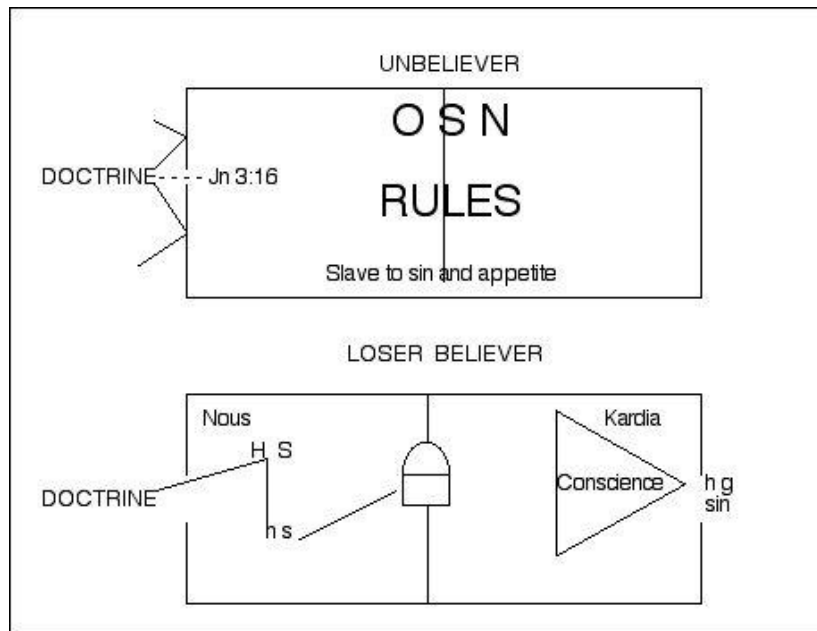 UNBELIEVER
O S N
DOCTRINE Jn 3:16
RULES
Slave to sin and appetite
LOSER BELIEVER
Nous
Kardia
H S
DOCTRINE
Conscience
h g
sin
h s